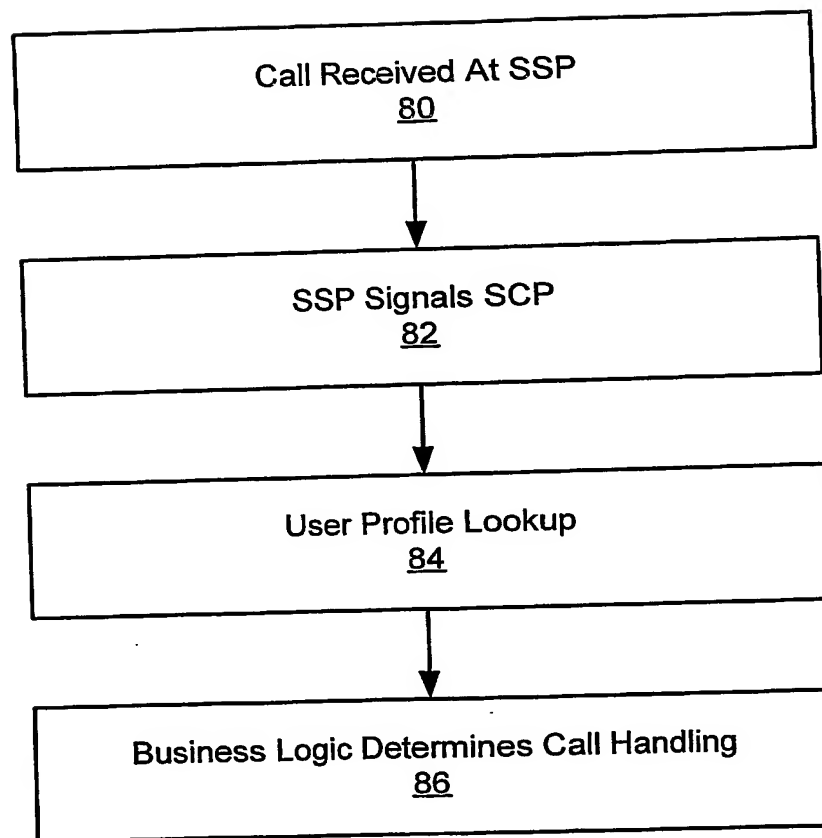 Call Received At SSP
80
SSP Signals SCP
82
User Profile Lookup
84
Business Logic Determines Call Handling
86